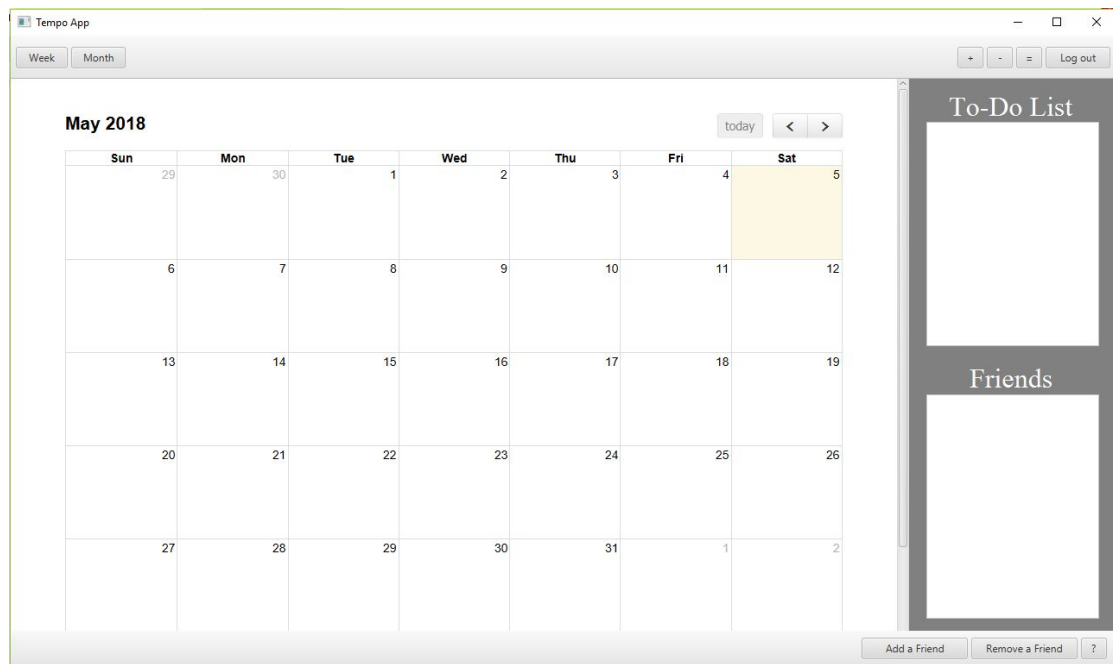 Tempo App
Week Month + - = Log out
May 2018 today < >
Sun Mon Tue Wed Thu Fri Sat
29 30 1 2 3 4 5
6 7 8 9 10 11 12
13 14 15 16 17 18 19
20 21 22 23 24 25 26
27 28 29 30 31 1 2
To-Do List
Friends
Add a Friend Remove a Friend ?